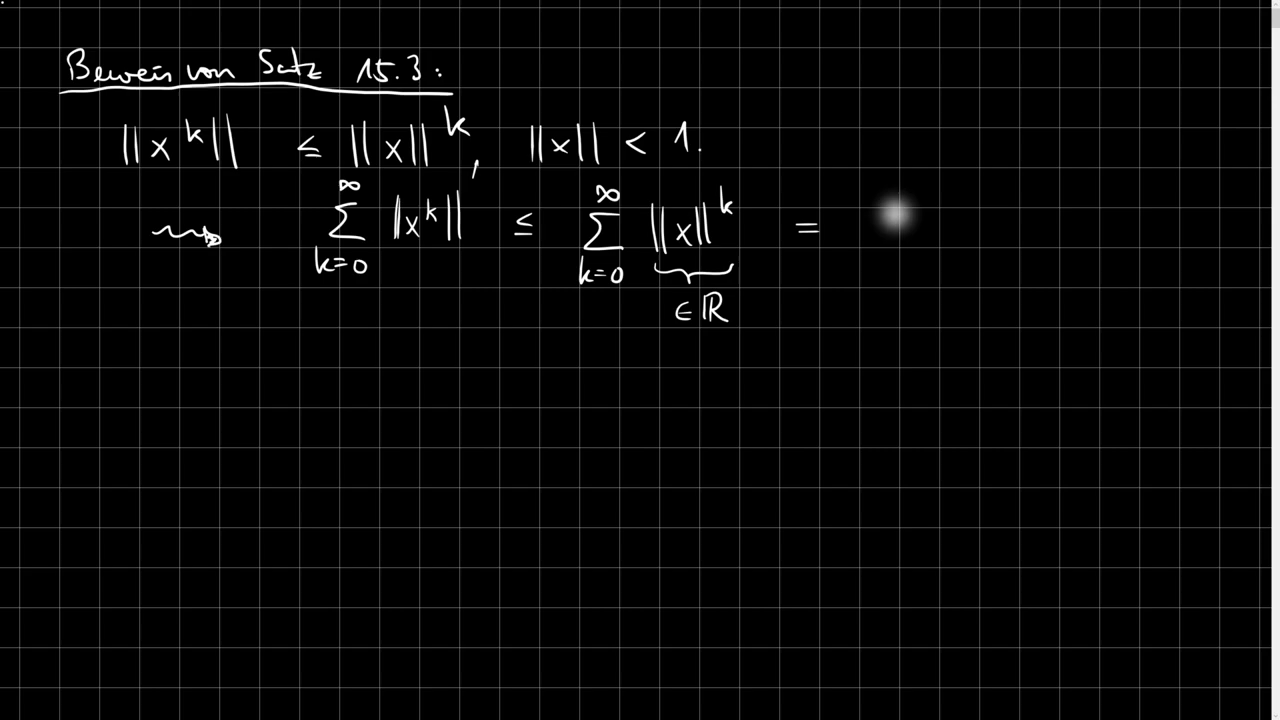 Beweis von Satz 15.3:
||x^k|| ≤ ||x||^k, ||x|| < 1.
⇝ ∑_{k=0}^{∞} ||x^k|| ≤ ∑_{k=0}^{∞} ||x||^k =
∈ ℝ